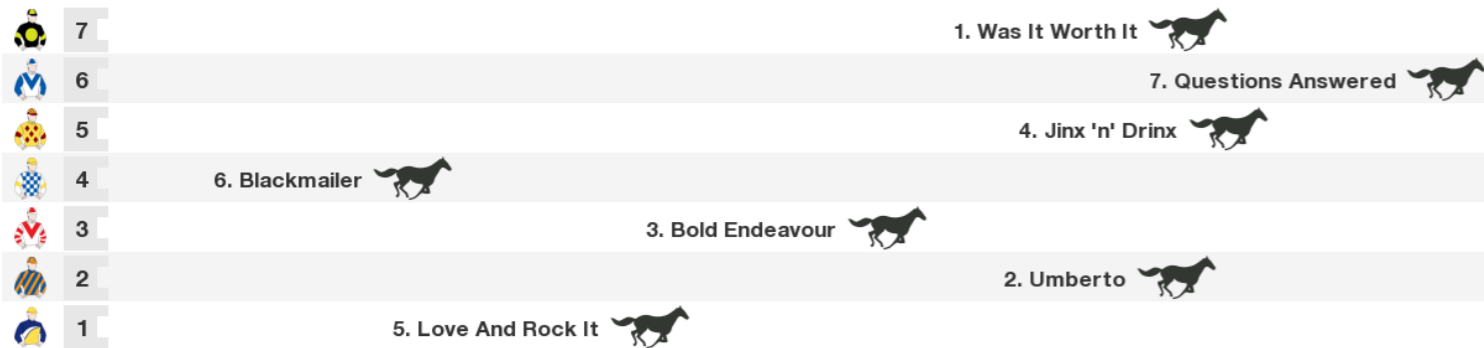 7 1. Was It Worth It
6 7. Questions Answered
5 4. Jinx 'n' Drinx
4 6. Blackmailer
3 3. Bold Endeavour
2 2. Umberto
1 5. Love And Rock It